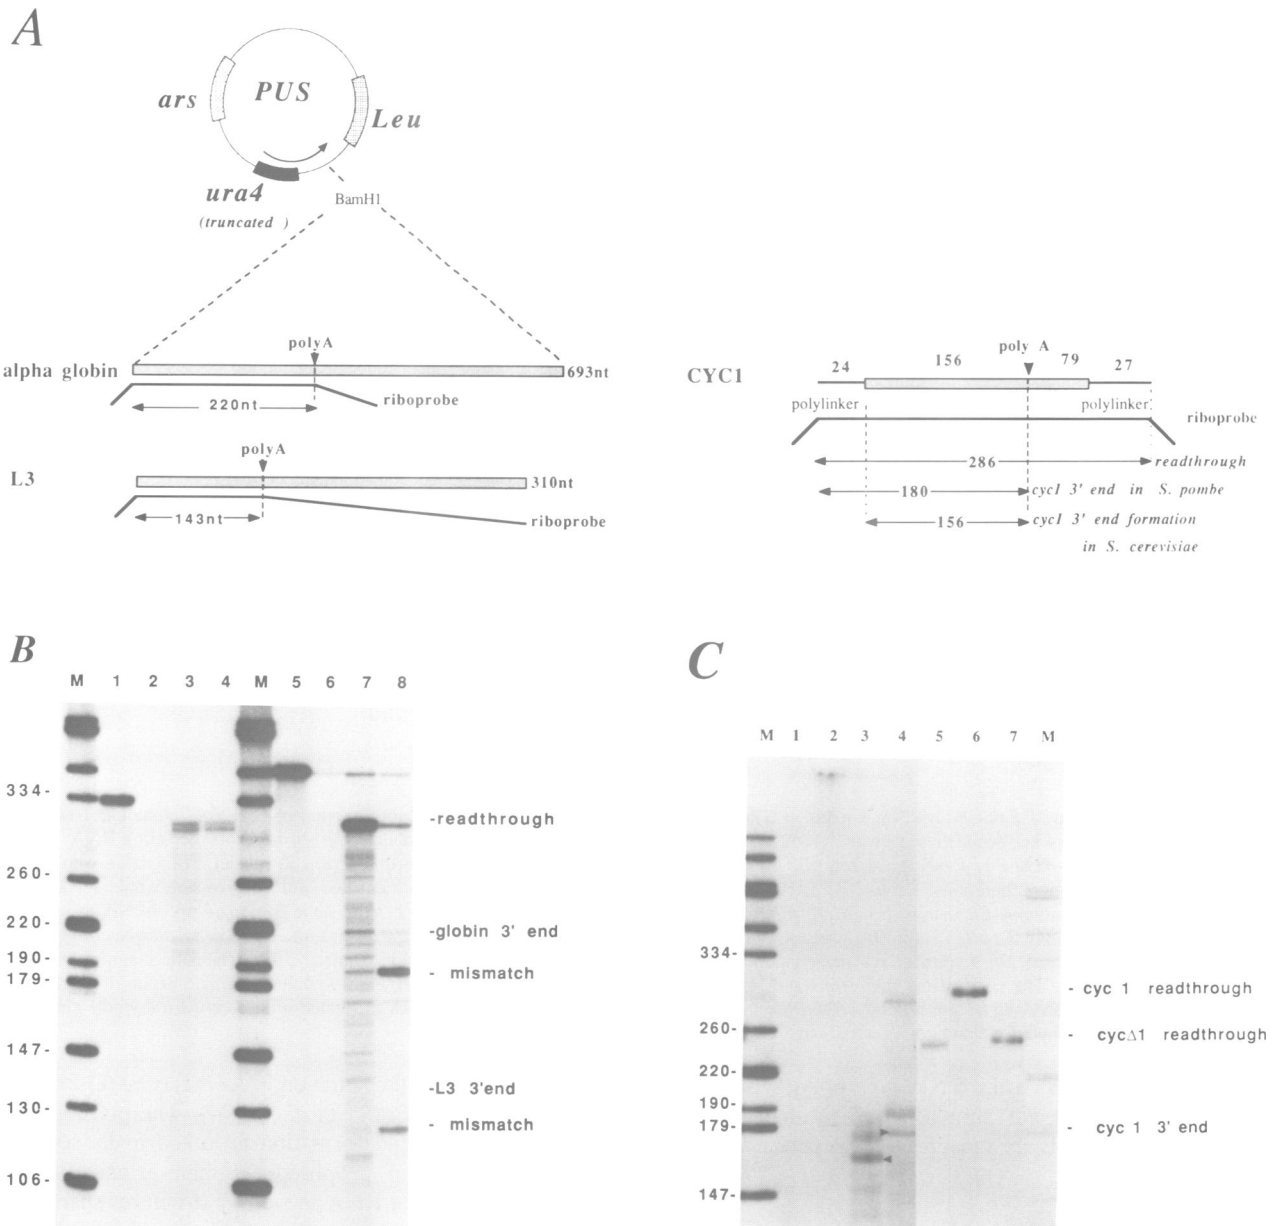 A
PUS
ars
Leu
ura4
(truncated )
BamH1
polyA
alpha globin
693nt
riboprobe
220nt
polyA
L3
310nt
143nt
riboprobe
poly A
24 156 79 27
CYC1
polylinker polylinker
riboprobe
286 readthrough
180 cyc1 3' end in S. pombe
156 cyc1 3' end formation
in S. cerevisiae
B
M 1 2 3 4 M 5 6 7 8
334-
260-
220-
190-
179-
147-
130-
106-
-readthrough
-globin 3' end
- mismatch
-L3 3'end
- mismatch
C
M 1 2 3 4 5 6 7 M
334-
260-
220-
190-
179-
147-
- cyc 1 readthrough
- cycΔ1 readthrough
- cyc 1 3' end